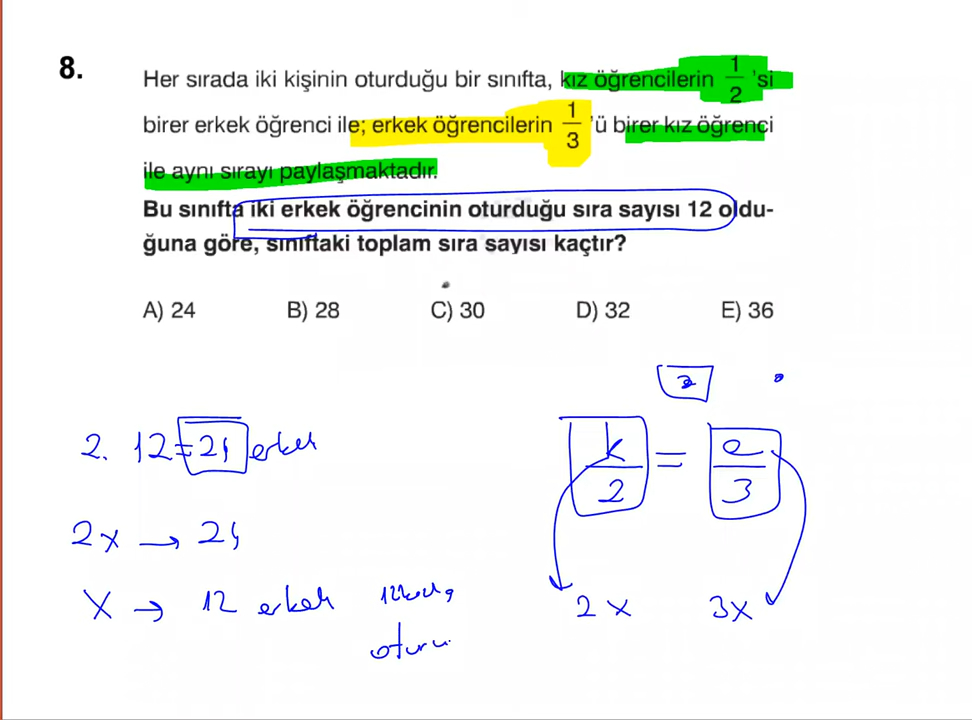 8.
Her sırada iki kişinin oturduğu bir sınıfta, kız öğrencilerin 1/2 'si
birer erkek öğrenci ile; erkek öğrencilerin 1/3 'ü birer kız öğrenci
ile aynı sırayı paylaşmaktadır.
Bu sınıfta iki erkek öğrencinin oturduğu sıra sayısı 12 oldu-
ğuna göre, sınıftaki toplam sıra sayısı kaçtır?
A) 24 B) 28 C) 30 D) 32 E) 36
2. 12 = 24 erkek
k/2 = e/3
2x → 24
x → 12 erkek
2x 3x
oturu